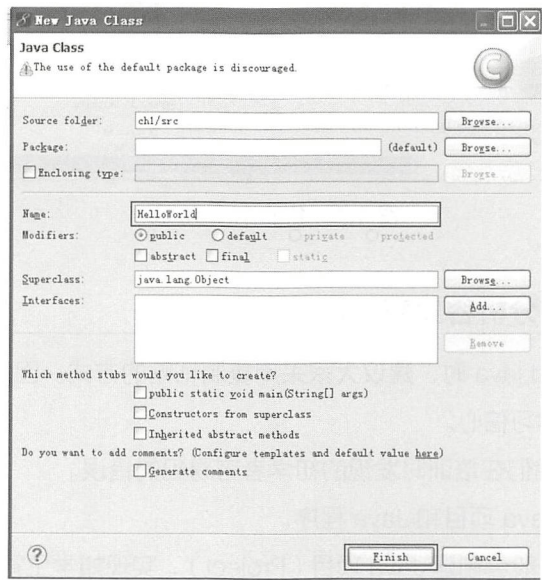 New Java Class
Java Class
The use of the default package is discouraged.
Source folder: ch1/src Browse...
Package: (default) Browse...
Enclosing type: Browse...
Name: HelloWorld
Modifiers: public default private protected
abstract final static
Superclass: java.lang.Object Browse...
Interfaces: Add...
Remove
Which method stubs would you like to create?
public static void main(String[] args)
Constructors from superclass
Inherited abstract methods
Do you want to add comments? (Configure templates and default value here)
Generate comments
? Finish Cancel